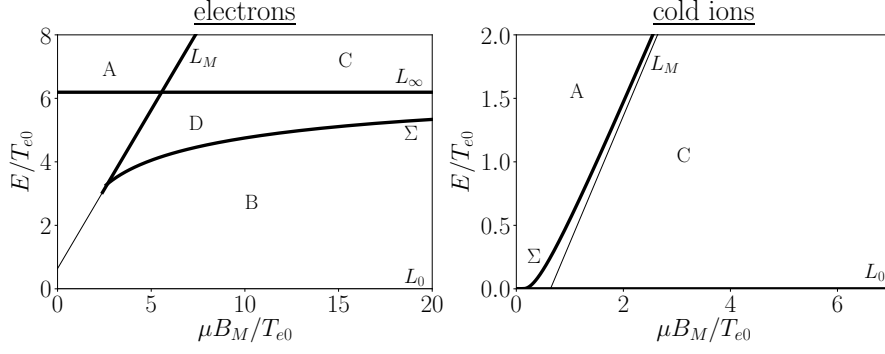 electrons
cold ions
8
6
4
2
0
E/T_{e0}
A
L_M
C
L_∞
D
Σ
B
L_0
0
5
10
15
20
μB_M/T_{e0}
2.0
1.5
1.0
0.5
0.0
E/T_{e0}
L_M
A
C
Σ
L_0
0
2
4
6
μB_M/T_{e0}